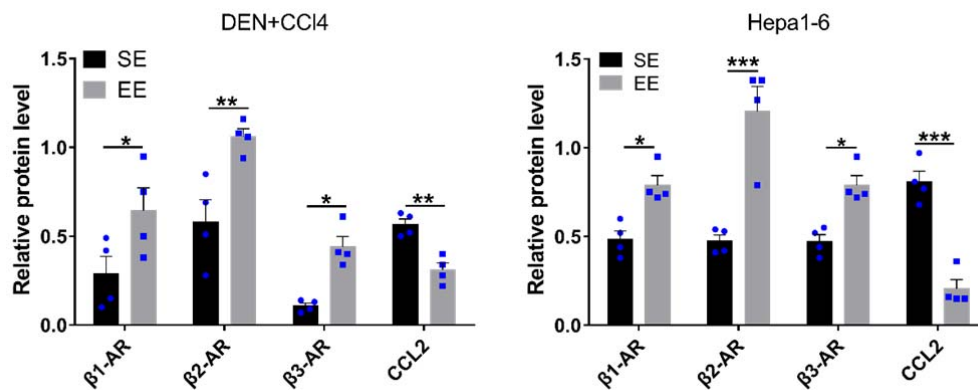 DEN+CCl4
Relative protein level
1.5
1.0
0.5
0.0
SE
EE
*
**
*
**
β1-AR
β2-AR
β3-AR
CCL2
Hepa1-6
Relative protein level
1.5
1.0
0.5
0.0
SE
EE
*
***
*
***
β1-AR
β2-AR
β3-AR
CCL2